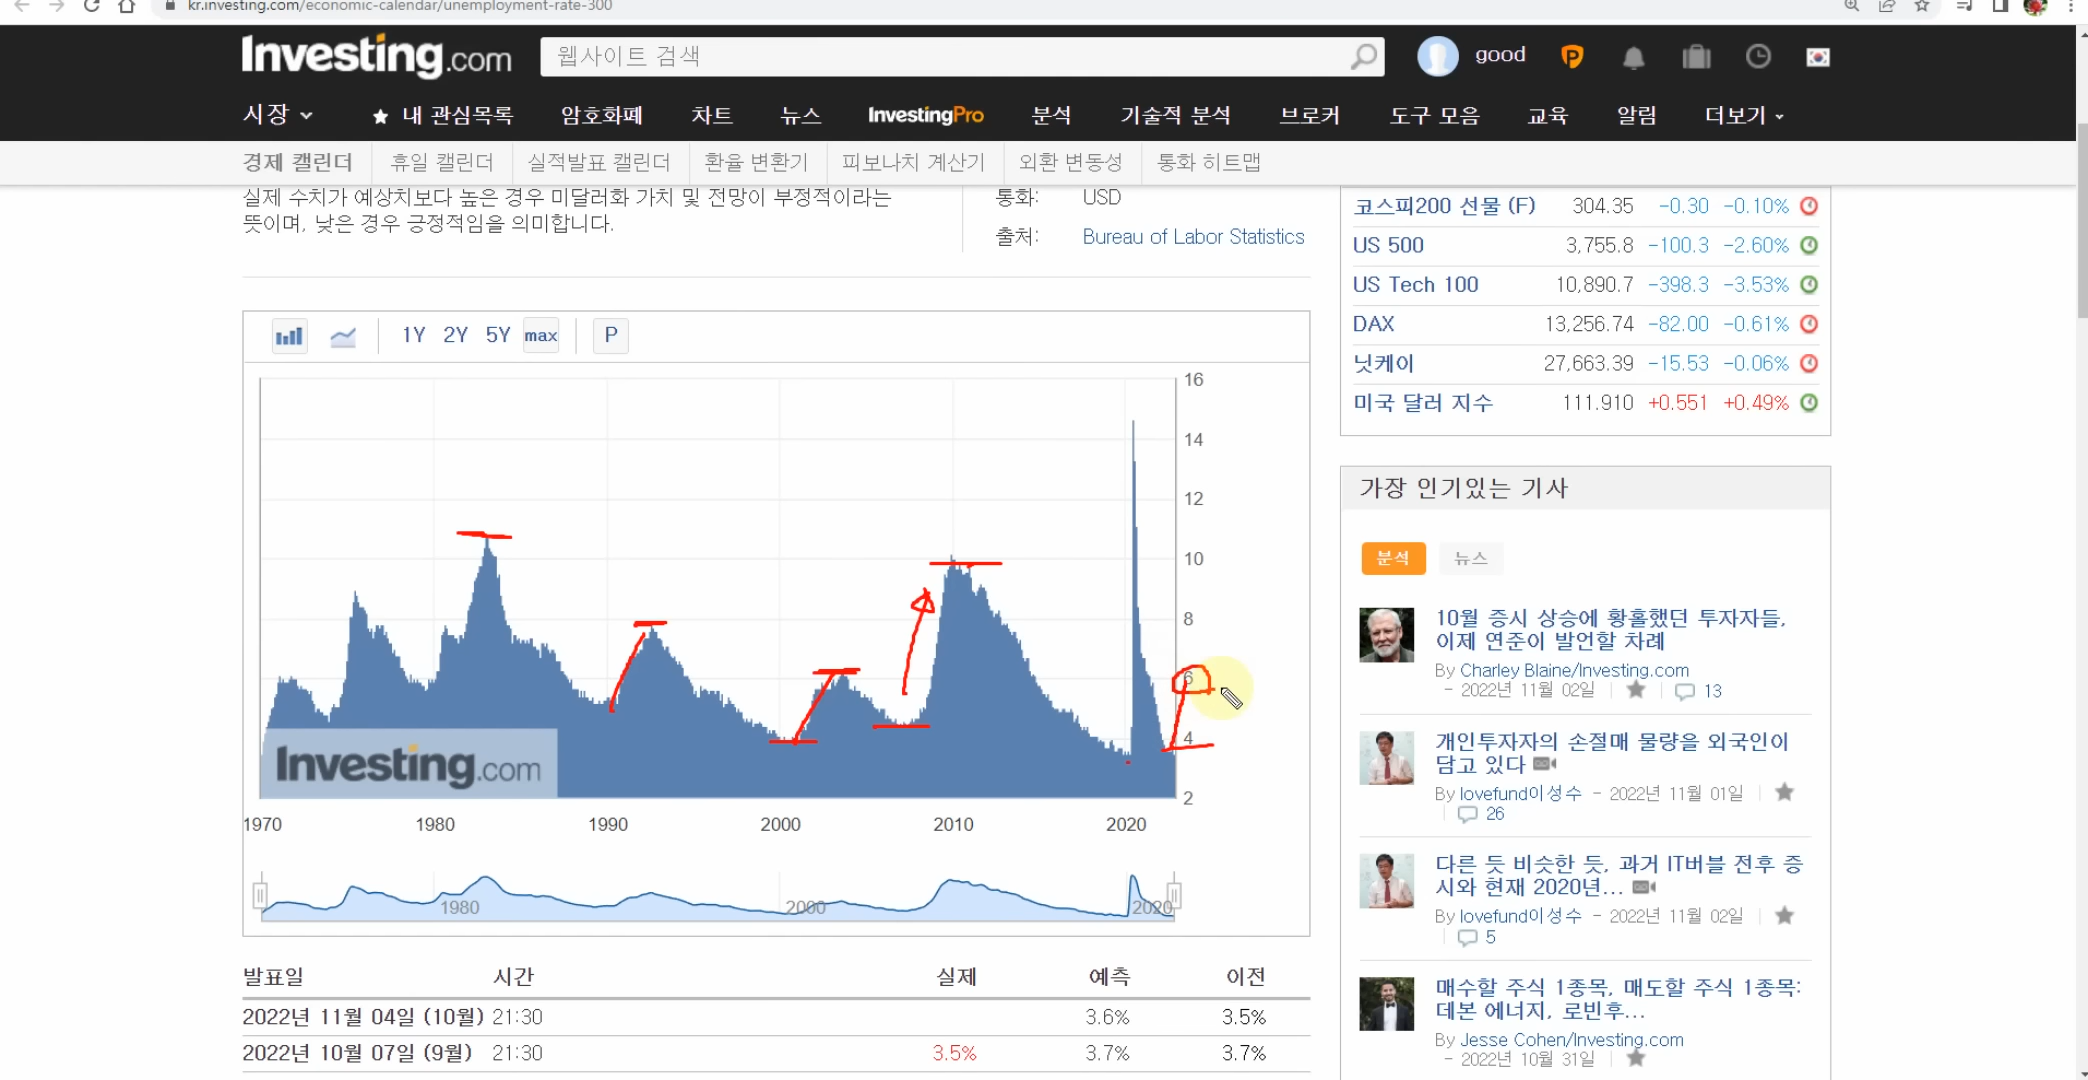 kr.investing.com/economic-calendar/unemployment-rate-300
Investing.com
웹사이트 검색
good
P
시장
내 관심목록
암호화폐
차트
뉴스
InvestingPro
분석
기술적 분석
브로커
도구 모음
교육
알림
더보기
경제 캘린더
휴일 캘린더
실적발표 캘린더
환율 변환기
피보나치 계산기
외환 변동성
통화 히트맵
실제 수치가 예상치보다 높은 경우 미달러화 가치 및 전망이 부정적이라는
뜻이며, 낮은 경우 긍정적임을 의미합니다.
통화: USD
출처: Bureau of Labor Statistics
1Y 2Y 5Y max P
16
14
12
10
8
6
4
2
Investing.com
1970 1980 1990 2000 2010 2020
1980 2000 2020
발표일 시간 실제 예측 이전
2022년 11월 04일 (10월) 21:30 3.6% 3.5%
2022년 10월 07일 (9월) 21:30 3.5% 3.7% 3.7%
코스피200 선물 (F) 304.35 -0.30 -0.10%
US 500 3,755.8 -100.3 -2.60%
US Tech 100 10,890.7 -398.3 -3.53%
DAX 13,256.74 -82.00 -0.61%
닛케이 27,663.39 -15.53 -0.06%
미국 달러 지수 111.910 +0.551 +0.49%
가장 인기있는 기사
분석 뉴스
10월 증시 상승에 황홀했던 투자자들,
이제 연준이 발언할 차례
By Charley Blaine/Investing.com
- 2022년 11월 02일 13
개인투자자의 손절매 물량을 외국인이
담고 있다
By lovefund이성수 - 2022년 11월 01일
26
다른 듯 비슷한 듯, 과거 IT버블 전후 증
시와 현재 2020년...
By lovefund이성수 - 2022년 11월 02일
5
매수할 주식 1종목, 매도할 주식 1종목:
데본 에너지, 로빈후...
By Jesse Cohen/Investing.com
- 2022년 10월 31일